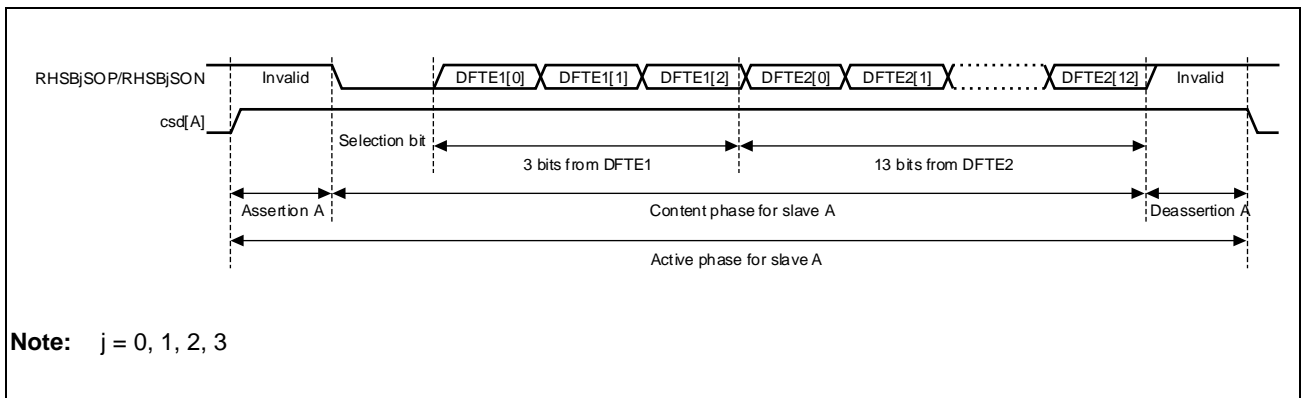 RHSBjSOP/RHSBjSON Invalid DFTE1[0] DFTE1[1] DFTE1[2] DFTE2[0] DFTE2[1] DFTE2[12] Invalid
csd[A]
Selection bit
3 bits from DFTE1 13 bits from DFTE2
Assertion A Content phase for slave A Deassertion A
Active phase for slave A
Note: j = 0, 1, 2, 3